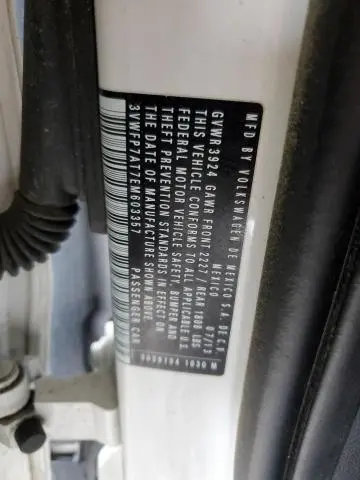 MFD BY VOLKSWAGEN DE MEXICO S.A. DE C.V.
MEXICO 07/13
GVWR 3924 GAWR FRONT 2227 / REAR 1808 LBS
THIS VEHICLE CONFORMS TO ALL APPLICABLE U.S.
FEDERAL MOTOR VEHICLE SAFETY, BUMPER AND
THEFT PREVENTION STANDARDS IN EFFECT ON
THE DATE OF MANUFACTURE SHOWN ABOVE
3VWFP7AT7EM603357 PASSENGER CAR